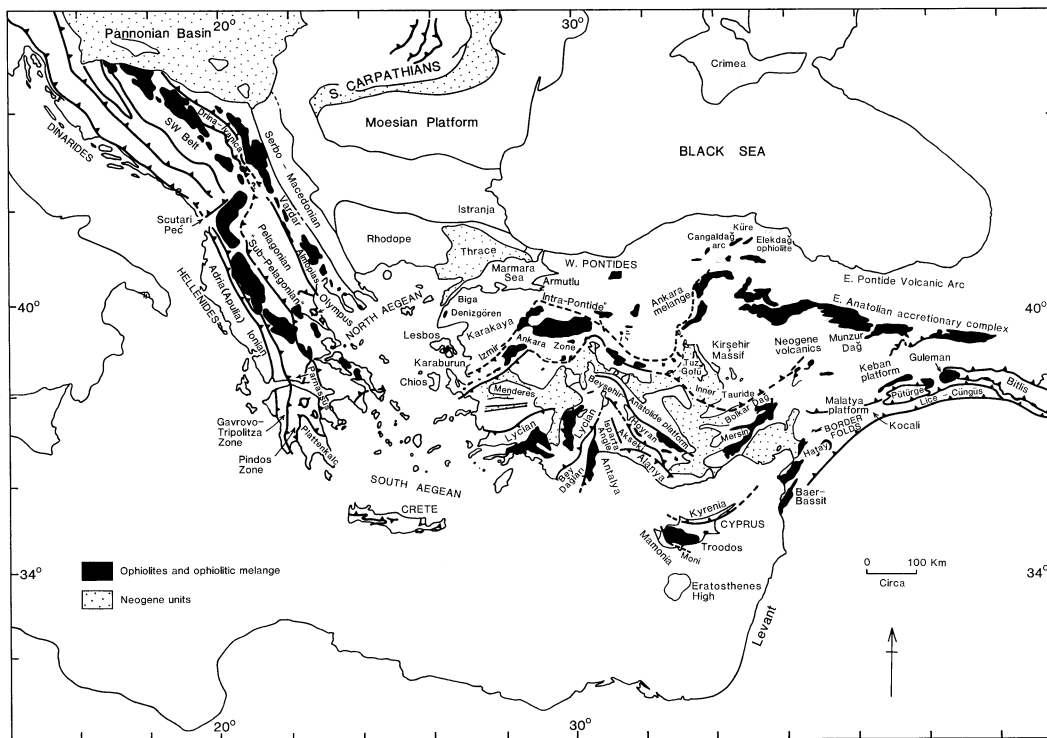 20°
30°
Pannonian Basin
S. CARPATHIANS
Crimea
Moesian Platform
BLACK SEA
DINARIDES
SW Belt
Drina-Ivanica
Serbo - Macedonian
Vardar
Scutari
Peć
Istranja
Rhodope
Thrace
Marmara
Sea
Armutlu
W. PONTIDES
Küre
Cangaldağ
arc
Elekdağ
ophiolite
E. Pontide Volcanic Arc
Pelagonian
Sub-Pelagonian
Almopias
Olympus
HELLENIDES
Adria(Apulia)
Ionian
40°
40°
NORTH AEGEAN
Biga
Denizgören
Karakaya
Intra-Pontide
Ankara
melange
E. Anatolian accretionary complex
Lesbos
Karaburun
Chios
Izmir
Ankara Zone
Tuz
Gölü
Kirşehir
Massif
Neogene
volcanics
Munzur
Dağ
Keban
platform
Guleman
Bitlis
Pütürge
Lice-Cüngüs
Malatya
platform
Kocali
BORDER
FOLDS
Inner Tauride
Bolkar Dağ
Mersin
Hatay
Baer-
Bassit
Menderes
Lycian
Lycian
Beyşehir
Anatolide platform
Hoyran
Isparta
Angle
Akseki
Alanya
Bey
Dağları
Antalya
Parnassus
Gavrovo-
Tripolitza
Zone
Pindos
Zone
Plattenkalc
SOUTH AEGEAN
CRETE
Kyrenia
CYPRUS
Troodos
Mamonia
Moni
Eratosthenes
High
Levant
34°
34°
Ophiolites and ophiolitic melange
Neogene units
0 100 Km
Circa
20°
30°